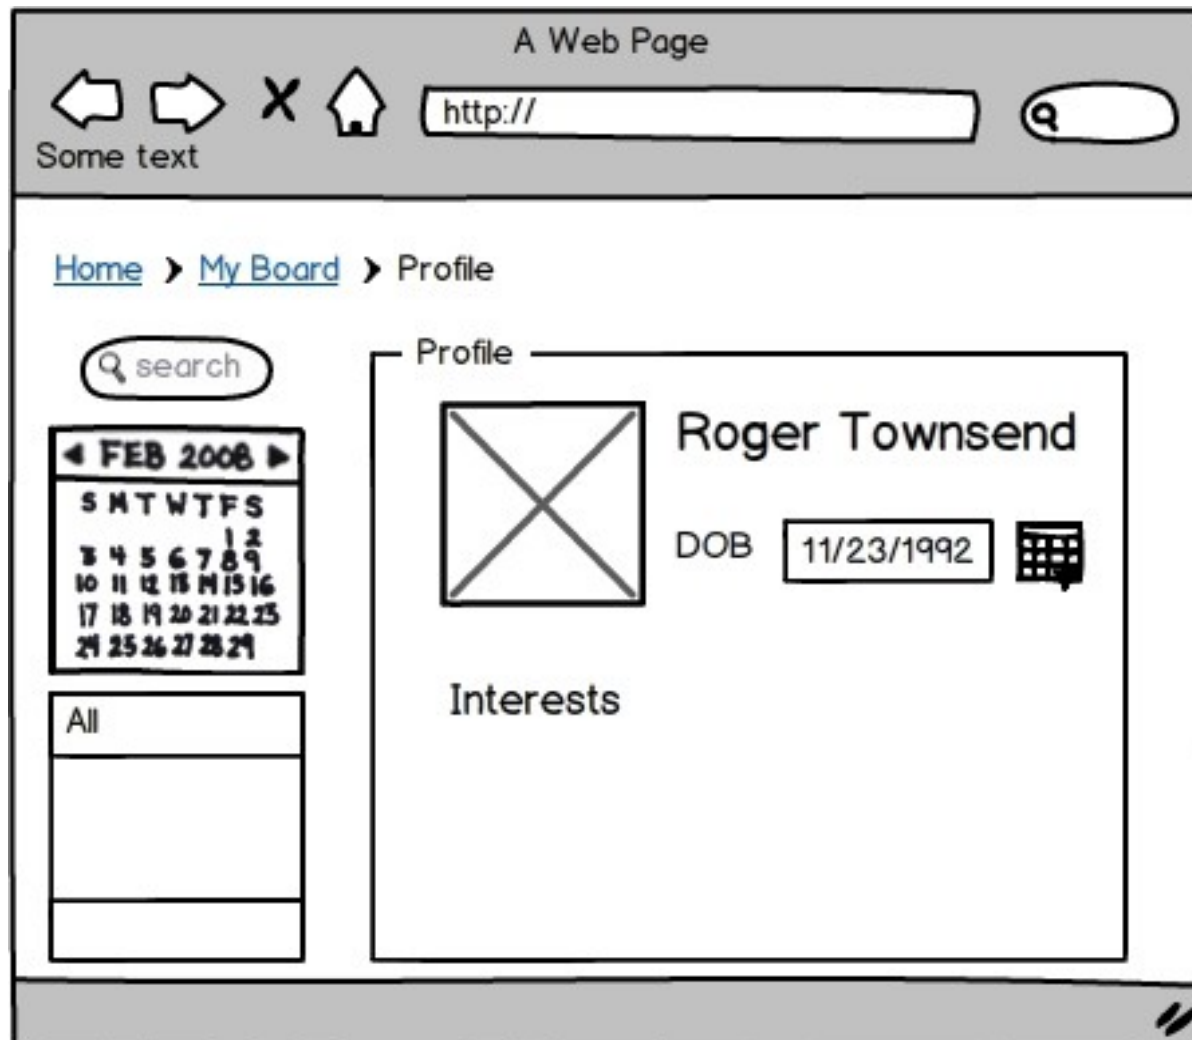 A Web Page
http://
Some text
Home My Board Profile
search
FEB 2008
S M T W T F S
1 2
3 4 5 6 7 8 9
10 11 12 13 14 15 16
17 18 19 20 21 22 23
24 25 26 27 28 29
All
Profile
Roger Townsend
DOB 11/23/1992
Interests